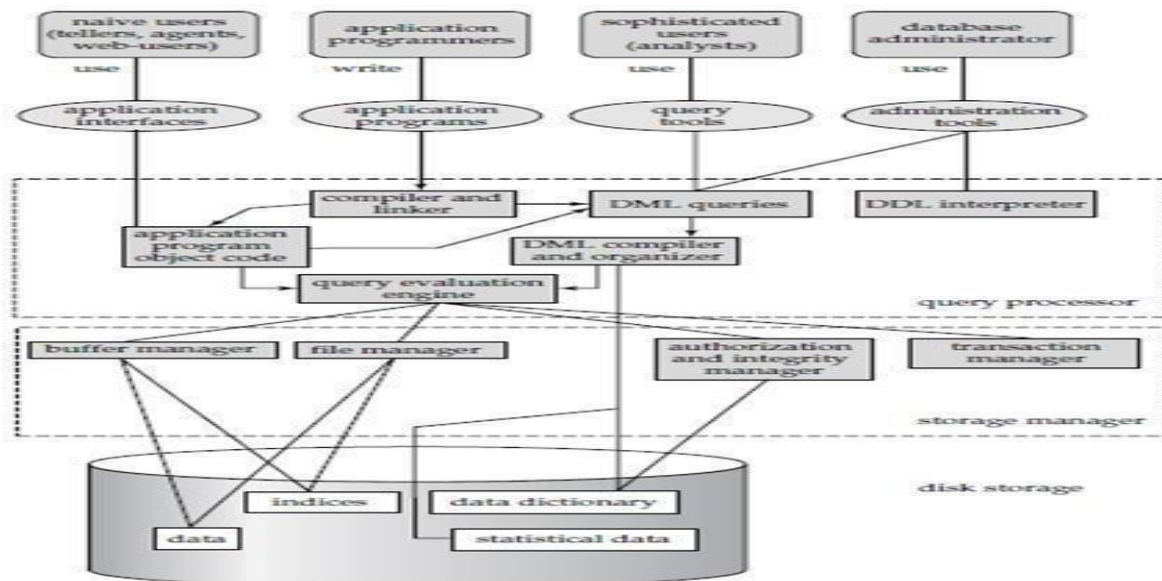 naive users
(tellers, agents,
web-users)
application
programmers
sophisticated
users
(analysts)
database
administrator
use
write
use
use
application
interfaces
application
programs
query
tools
administration
tools
compiler and
linker
DML queries
DDL interpreter
application
program
object code
DML compiler
and organizer
query evaluation
engine
query processor
buffer manager
file manager
authorization
and integrity
manager
transaction
manager
storage manager
disk storage
indices
data dictionary
data
statistical data